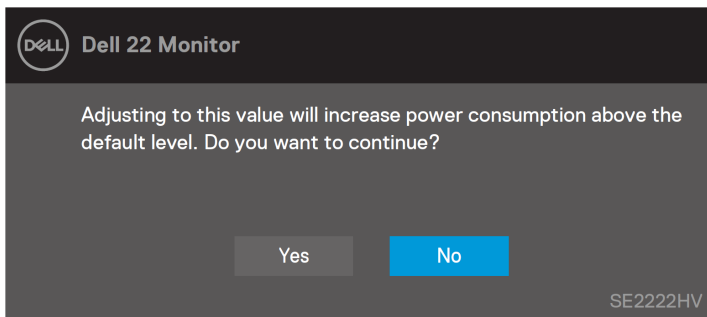 DELL Dell 22 Monitor
Adjusting to this value will increase power consumption above the
default level. Do you want to continue?
Yes No
SE2222HV